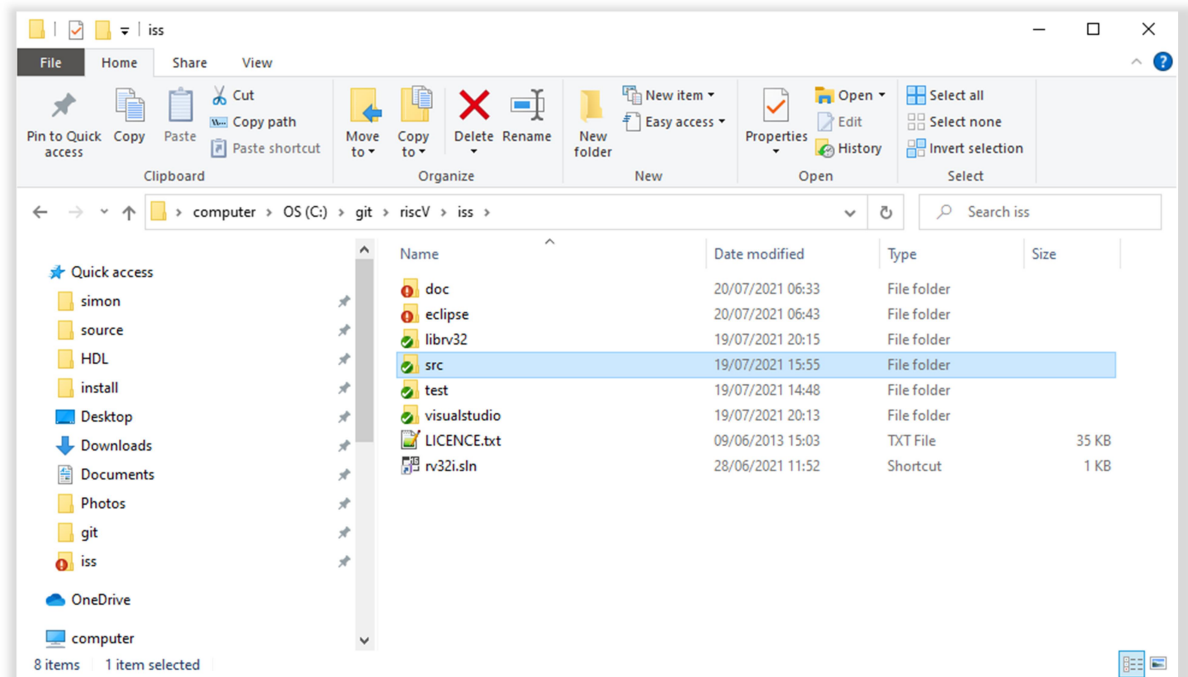 iss
File Home Share View
Pin to Quick access Copy Paste Cut Copy path Paste shortcut
Move to Copy to Delete Rename
New folder New item Easy access
Properties Open Edit History
Select all Select none Invert selection
Clipboard Organize New Open Select
computer > OS (C:) > git > riscV > iss >
Search iss
Name Date modified Type Size
Quick access
simon
source
HDL
install
Desktop
Downloads
Documents
Photos
git
iss
OneDrive
computer
doc 20/07/2021 06:33 File folder
eclipse 20/07/2021 06:43 File folder
librv32 19/07/2021 20:15 File folder
src 19/07/2021 15:55 File folder
test 19/07/2021 14:48 File folder
visualstudio 19/07/2021 20:13 File folder
LICENCE.txt 09/06/2013 15:03 TXT File 35 KB
rv32i.sln 28/06/2021 11:52 Shortcut 1 KB
8 items 1 item selected